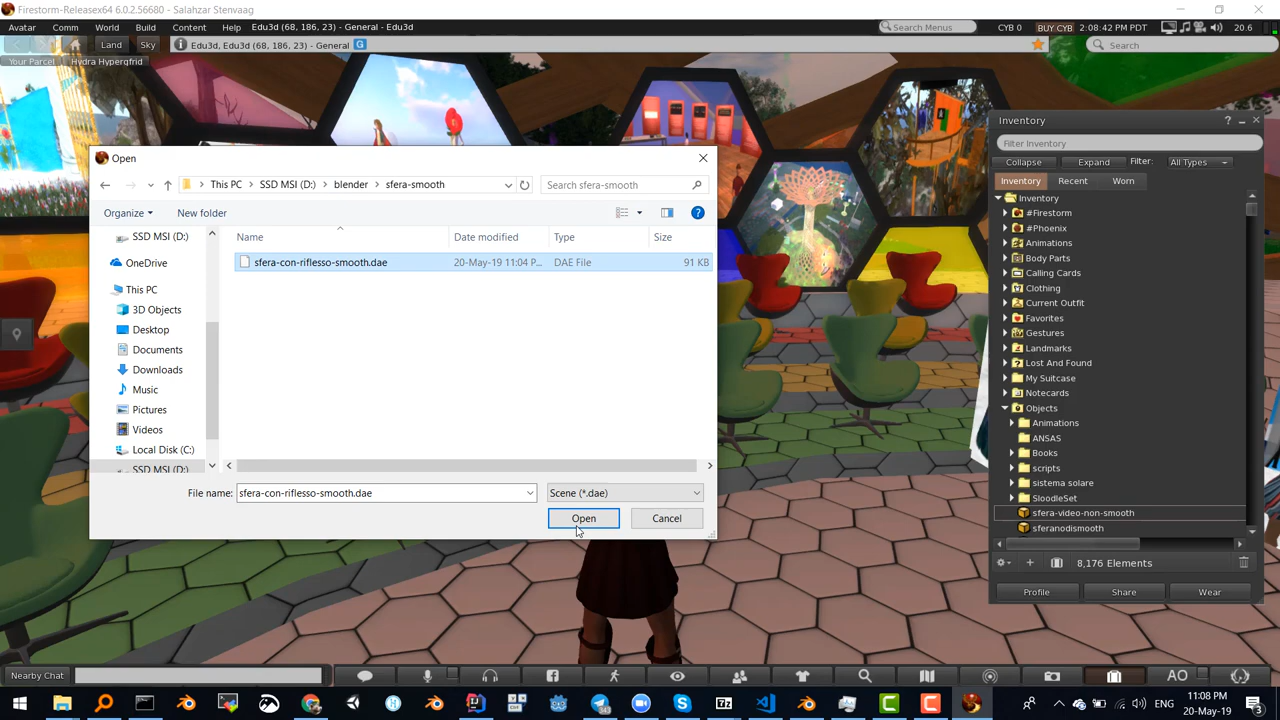 Firestorm-Releasex64 6.0.2.56680 - Salahzar Stenvaag
Avatar Comm World Build Content Help Edu3d (68, 186, 23) - General - Edu3d Search Menus CYB 0 BUY CYB 2:08:42 PM PDT 20.6
Land Sky Edu3d, Edu3d (68, 186, 23) - General G Search
Your Parcel Hydra Hypergfrid
Open
This PC SSD MSI (D:) blender sfera-smooth Search sfera-smooth
Organize New folder
Name Date modified Type Size
sfera-con-riflesso-smooth.dae 20-May-19 11:04 P... DAE File 91 KB
SSD MSI (D:)
OneDrive
This PC
3D Objects
Desktop
Documents
Downloads
Music
Pictures
Videos
Local Disk (C:)
SSD MSI (D:)
File name: sfera-con-riflesso-smooth.dae Scene (*.dae)
Open Cancel
Inventory
Filter Inventory
Collapse Expand Filter: All Types
Inventory Recent Worn
Inventory
#Firestorm
#Phoenix
Animations
Body Parts
Calling Cards
Clothing
Current Outfit
Favorites
Gestures
Landmarks
Lost And Found
My Suitcase
Notecards
Objects
Animations
ANSAS
Books
scripts
sistema solare
SloodleSet
sfera-video-non-smooth
sferanodismooth
8,176 Elements
Profile Share Wear
Nearby Chat AO
ENG 11:08 PM
20-May-19